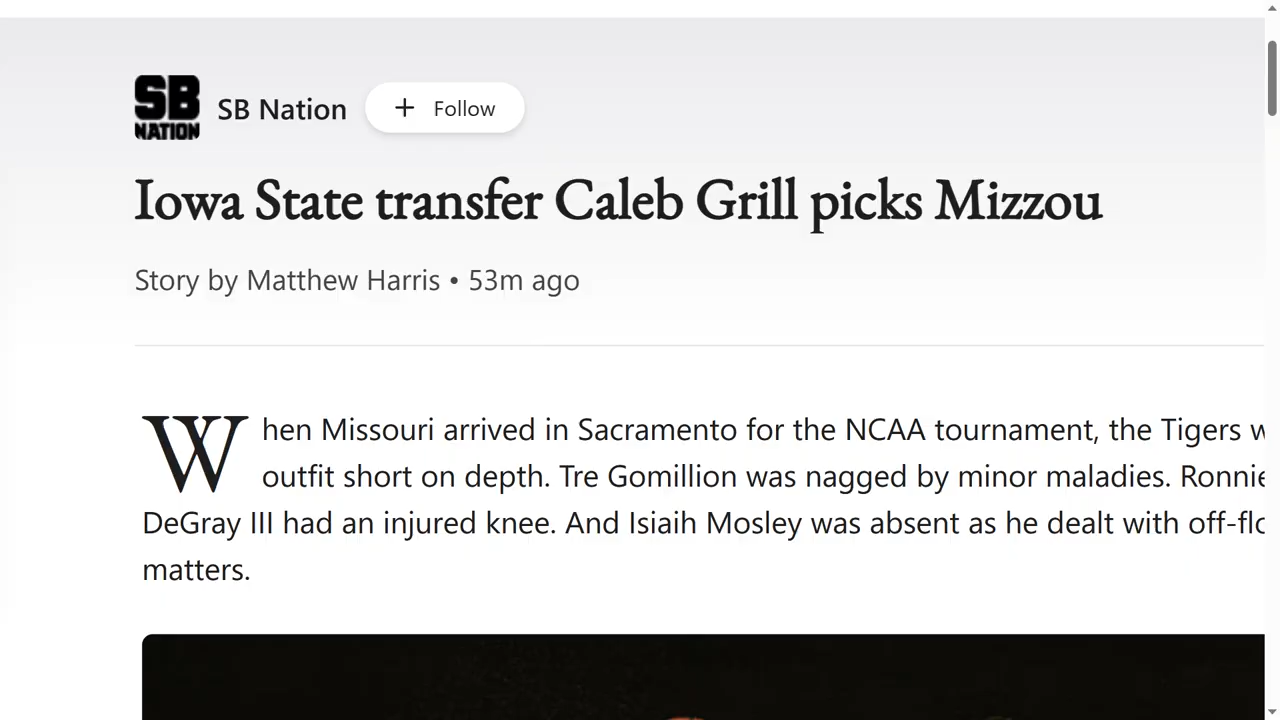 SB
NATION
SB Nation
+ Follow
Iowa State transfer Caleb Grill picks Mizzou
Story by Matthew Harris • 53m ago
When Missouri arrived in Sacramento for the NCAA tournament, the Tigers
outfit short on depth. Tre Gomillion was nagged by minor maladies. Ronnie
DeGray III had an injured knee. And Isiaih Mosley was absent as he dealt with
matters.